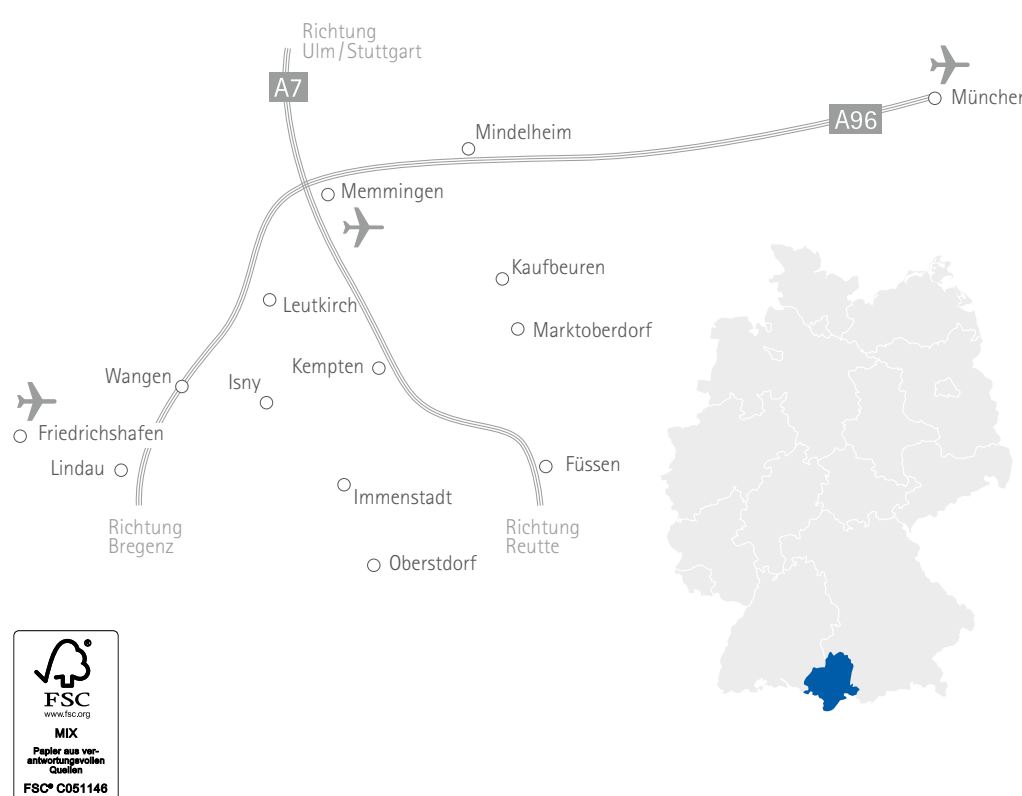 Richtung
Ulm/Stuttgart
A7
A96
München
Mindelheim
Memmingen
Kaufbeuren
Leutkirch
Marktoberdorf
Kempten
Wangen
Isny
Friedrichshafen
Lindau
Füssen
Immenstadt
Richtung
Bregenz
Richtung
Reutte
Oberstdorf
FSC
www.fsc.org
MIX
Papier aus ver-
antwortungsvollen
Quellen
FSC® C051146